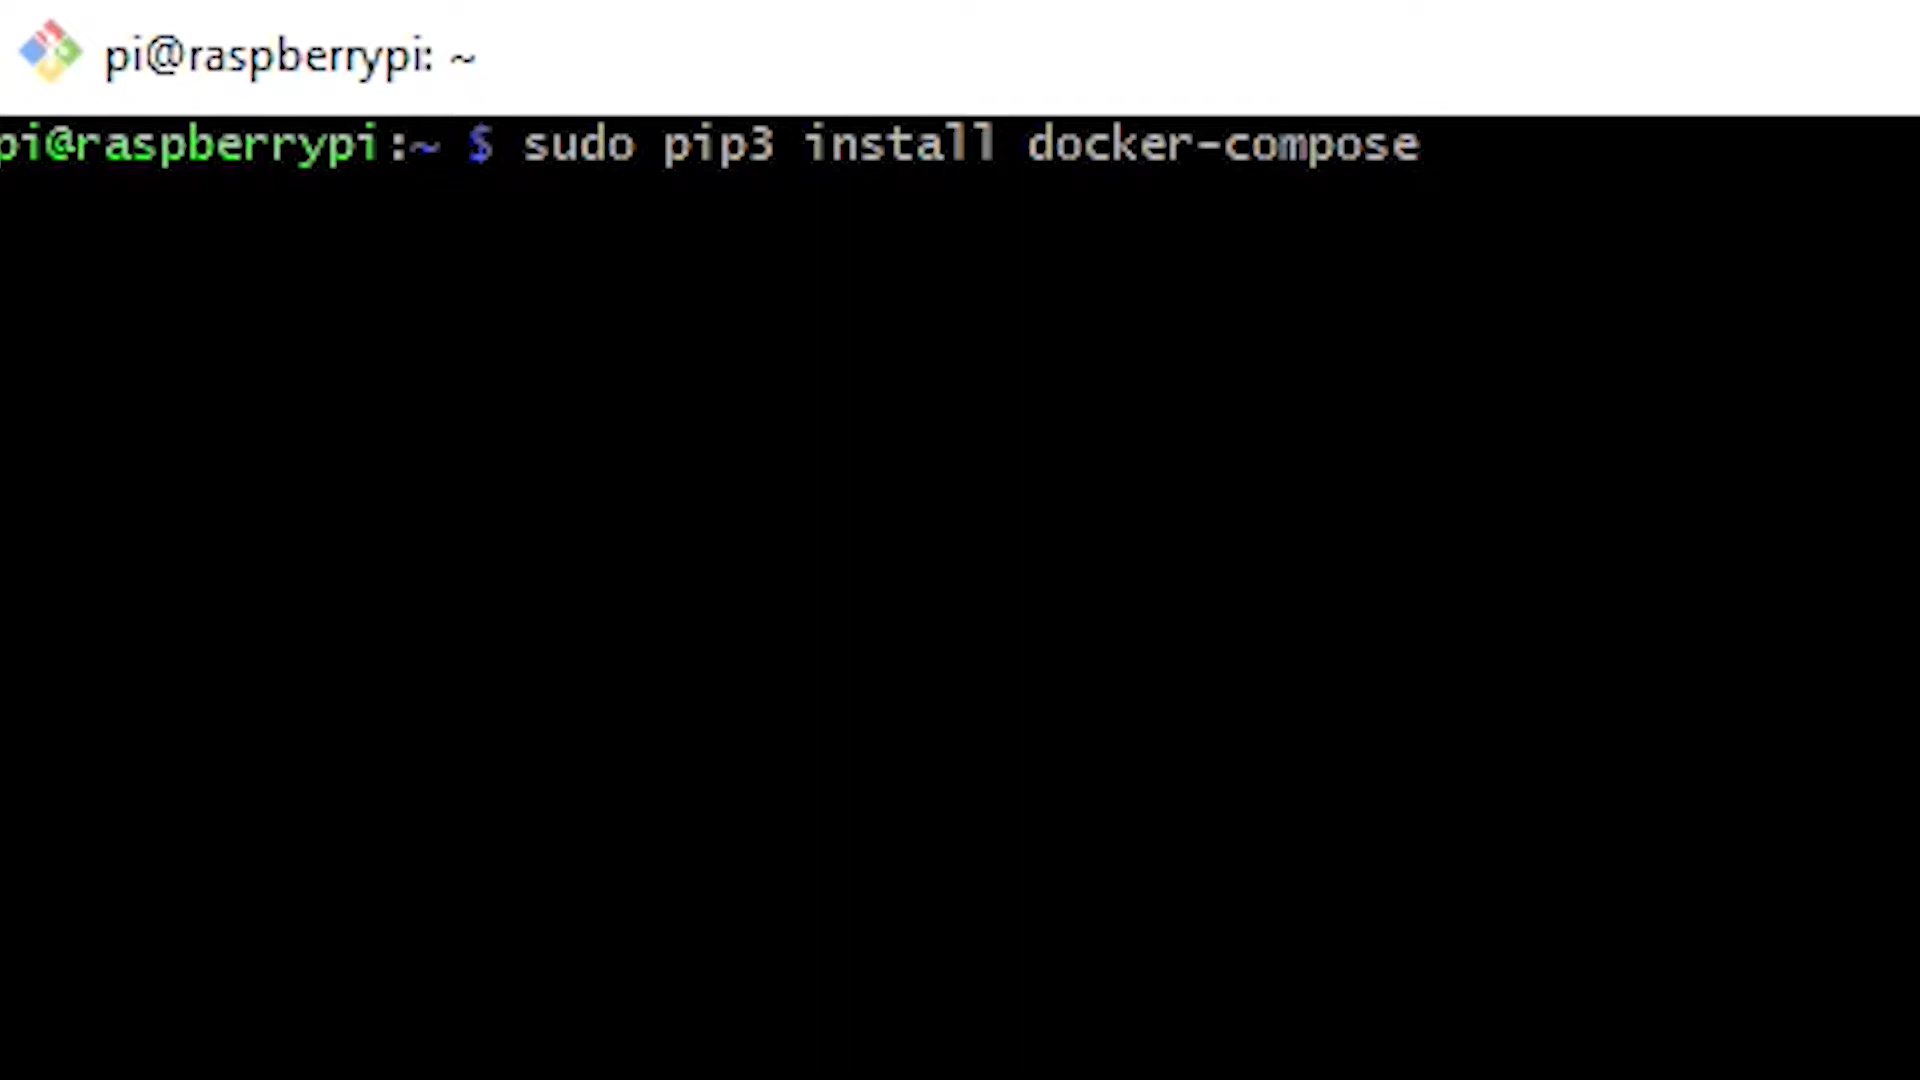 pi@raspberrypi: ~
pi@raspberrypi:~ $ sudo pip3 install docker-compose